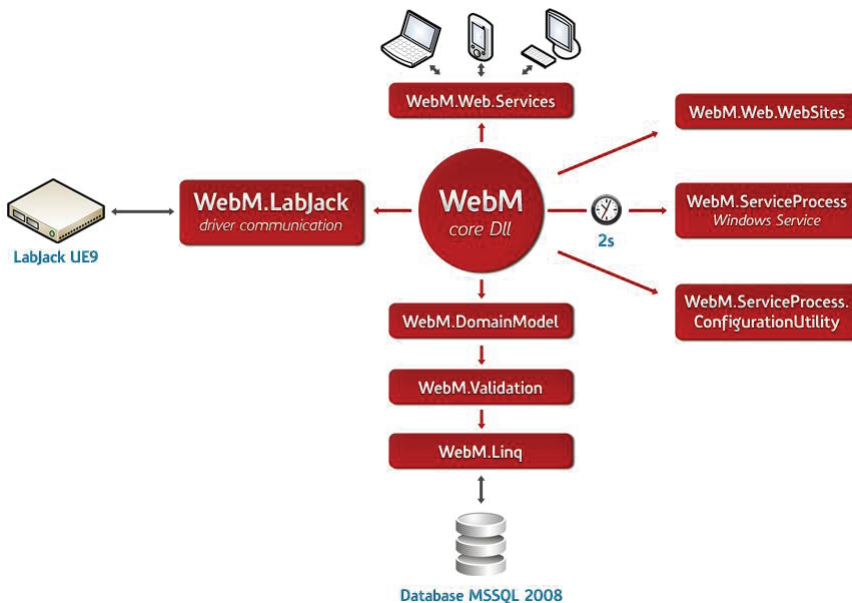 WebM.Web.Services
WebM.Web.WebSites
WebM.LabJack
driver communication
WebM
core Dll
WebM.ServiceProcess
Windows Service
2s
LabJack UE9
WebM.ServiceProcess.
ConfigurationUtility
WebM.DomainModel
WebM.Validation
WebM.Linq
Database MSSQL 2008